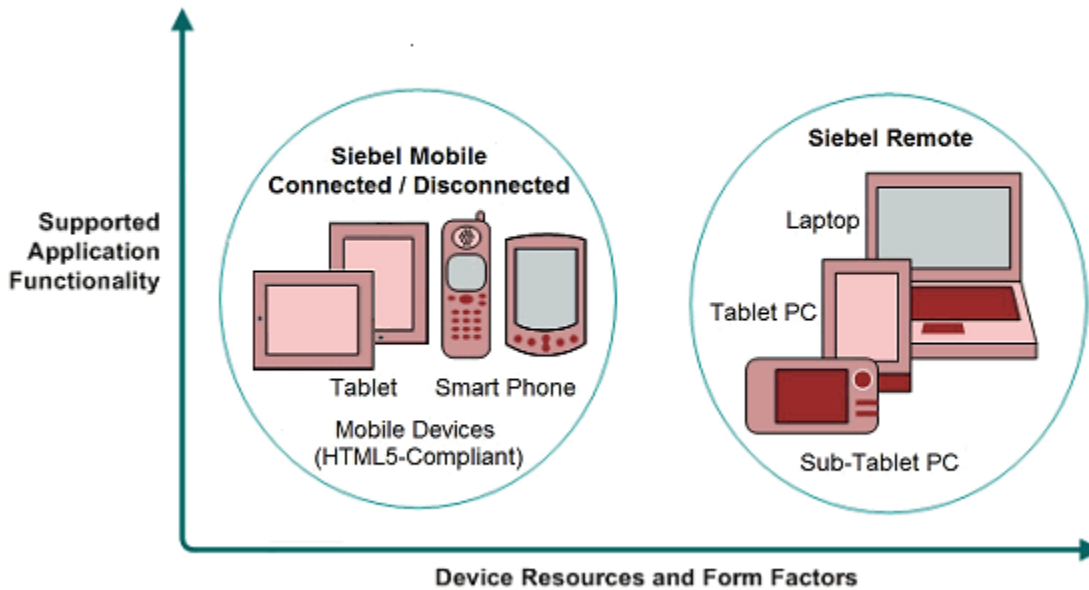 Supported
Application
Functionality
Siebel Mobile
Connected / Disconnected
Tablet
Smart Phone
Mobile Devices
(HTML5-Compliant)
Siebel Remote
Laptop
Tablet PC
Sub-Tablet PC
Device Resources and Form Factors